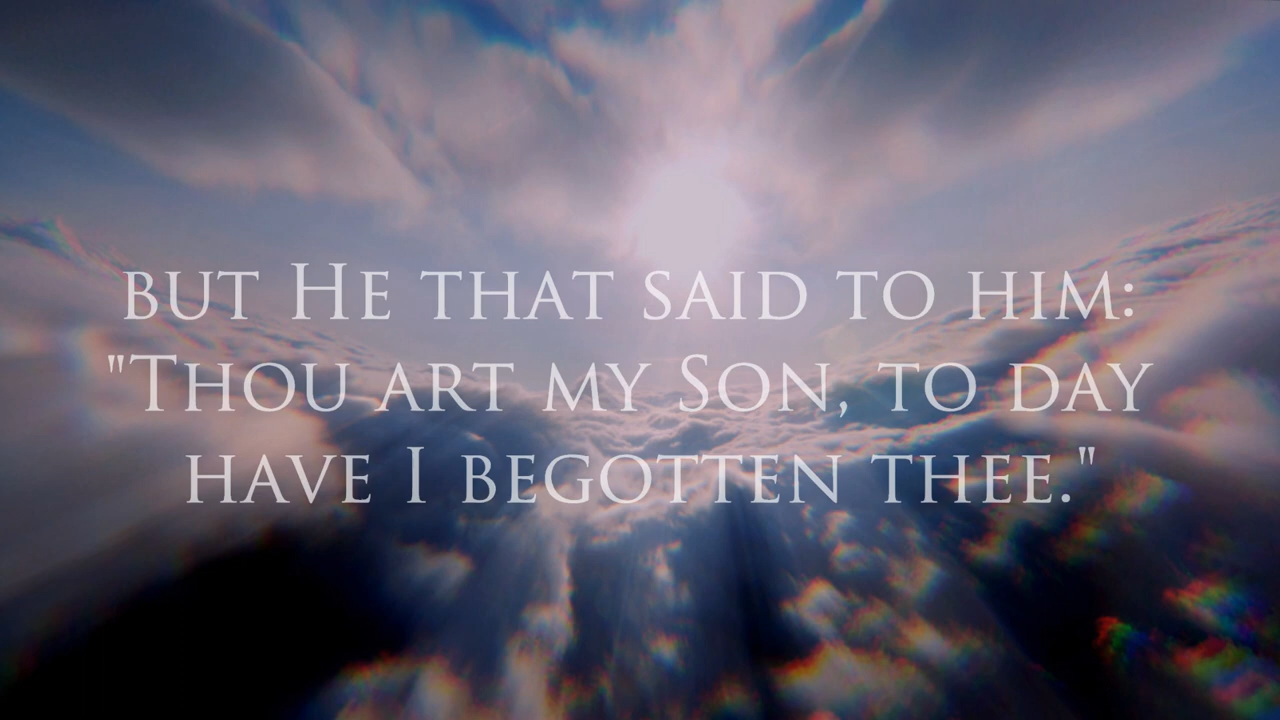 but He that said to him:
"Thou art my Son, to day
have I begotten thee."